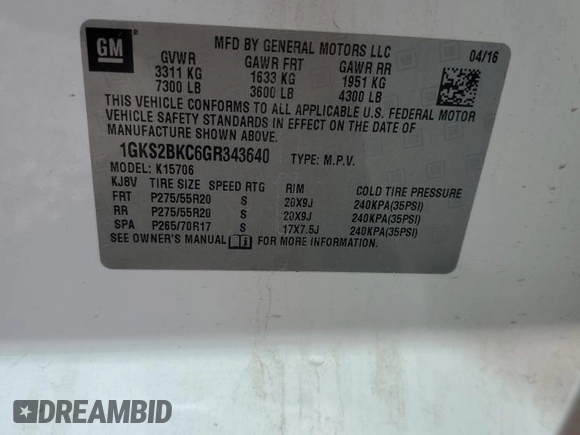 GM
MFD BY GENERAL MOTORS LLC 04/16
GVWR GAWR FRT GAWR RR
3311 KG 1633 KG 1951 KG
7300 LB 3600 LB 4300 LB
THIS VEHICLE CONFORMS TO ALL APPLICABLE U.S. FEDERAL MOTOR
VEHICLE SAFETY STANDARDS IN EFFECT ON THE DATE OF
MANUFACTURE SHOWN ABOVE.
1GKS2BKC6GR343640 TYPE: M.P.V.
MODEL: K15706
KJ8V TIRE SIZE SPEED RTG RIM COLD TIRE PRESSURE
FRT P275/55R20 S 20X9J 240KPA(35PSI)
RR P275/55R20 S 20X9J 240KPA(35PSI)
SPA P265/70R17 S 17X7.5J 240KPA(35PSI)
SEE OWNER'S MANUAL FOR MORE INFORMATION.
DREAMBID